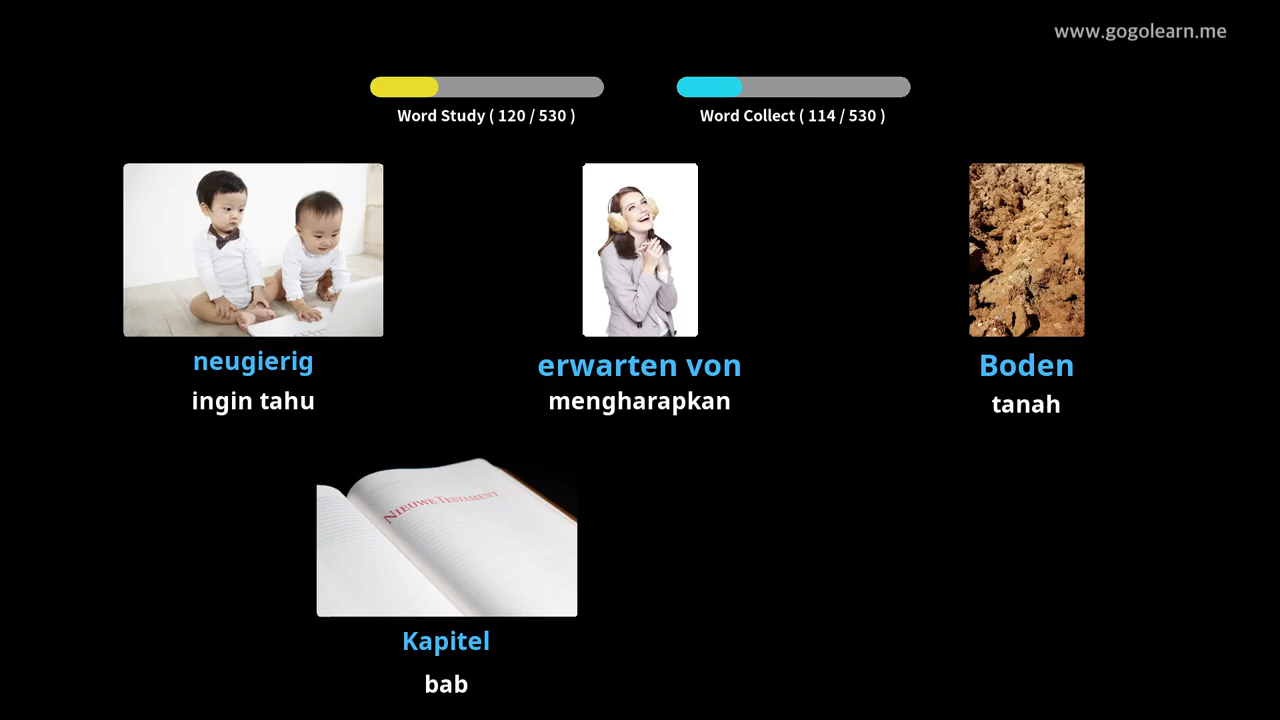 www.gogolearn.me
Word Study ( 120 / 530 )
Word Collect ( 114 / 530 )
neugierig
ingin tahu
erwarten von
mengharapkan
Boden
tanah
NIEUWE TESTAMENT
Kapitel
bab